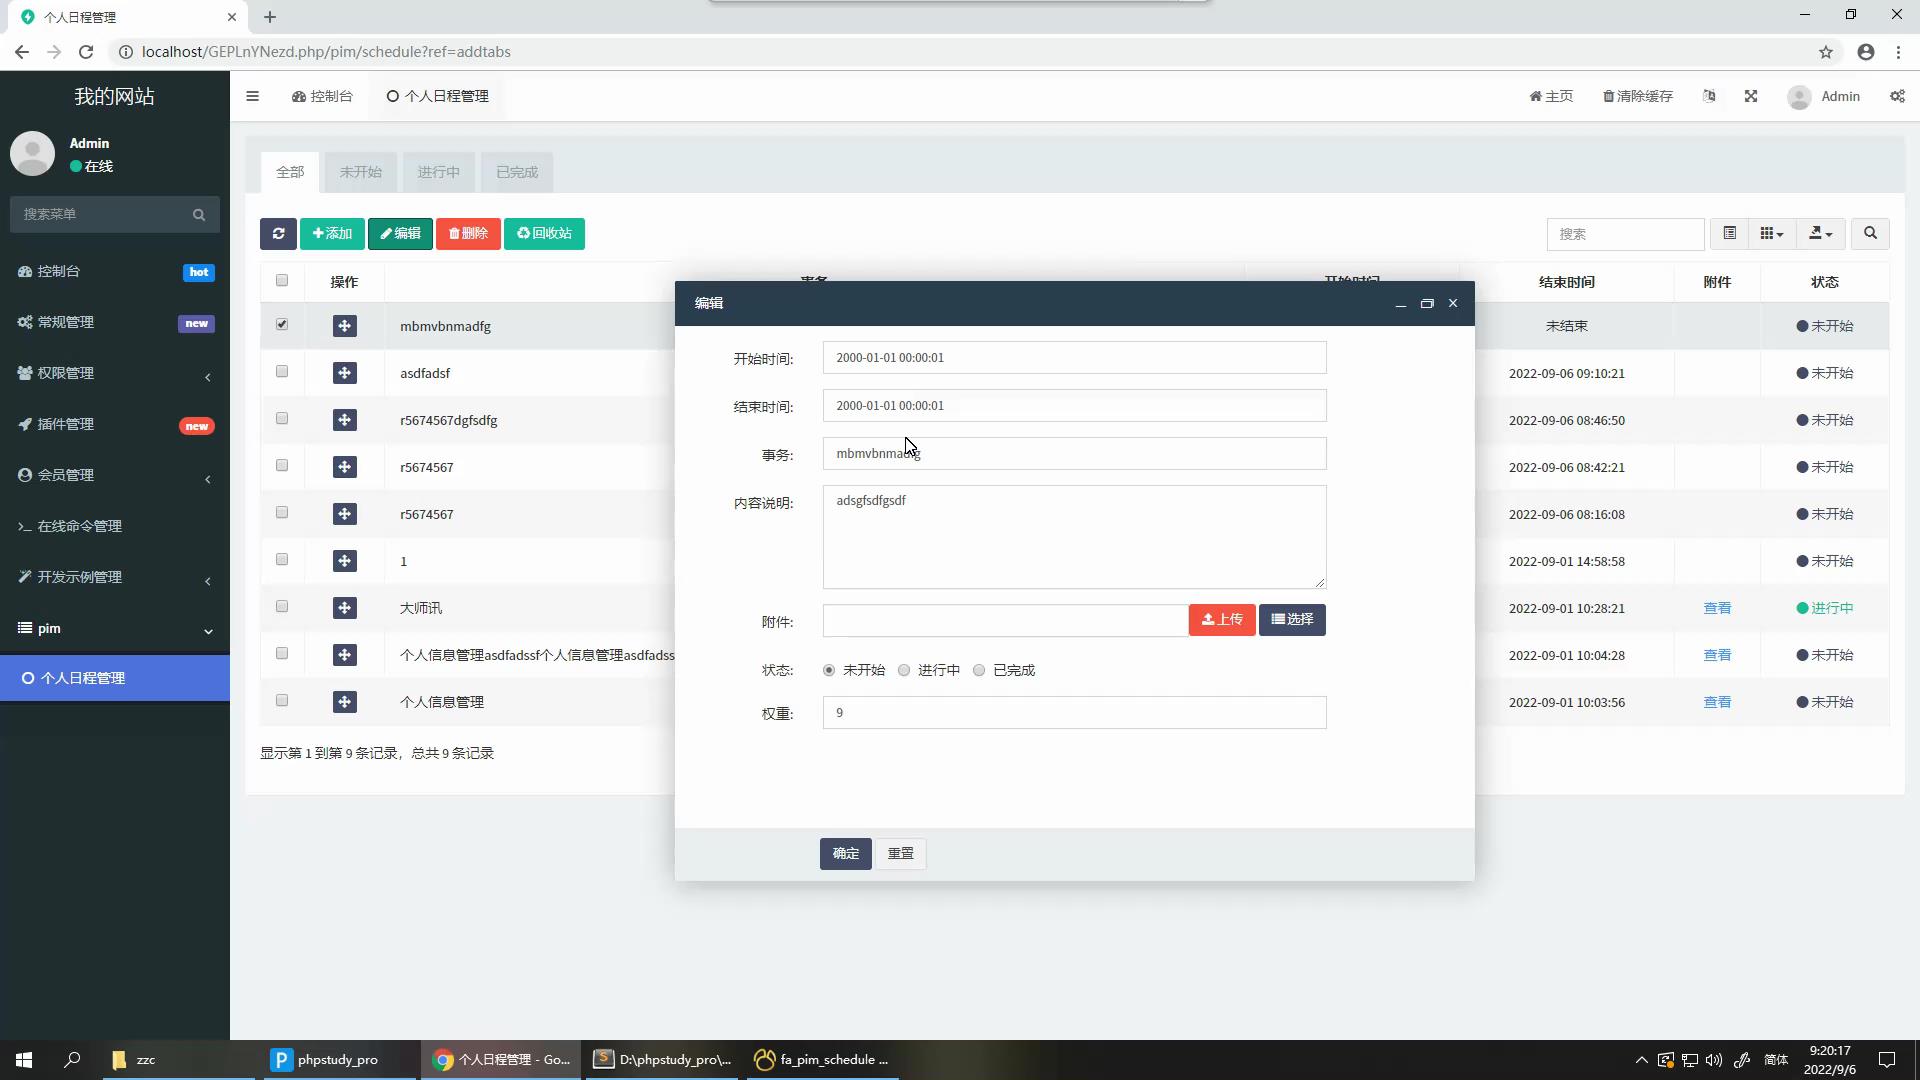 个人日程管理
localhost/GEPLnYNezd.php/pim/schedule?ref=addtabs
我的网站
控制台
个人日程管理
主页
清除缓存
Admin
Admin
在线
搜索菜单
控制台 hot
常规管理 new
权限管理
插件管理 new
会员管理
在线命令管理
开发示例管理
pim
个人日程管理
全部 未开始 进行中 已完成
添加 编辑 删除 回收站
搜索
操作 结束时间 附件 状态
mbmvbnmadfg 未结束 未开始
asdfadsf 2022-09-06 09:10:21 未开始
r5674567dgfsdfg 2022-09-06 08:46:50 未开始
r5674567 2022-09-06 08:42:21 未开始
r5674567 2022-09-06 08:16:08 未开始
1 2022-09-01 14:58:58 未开始
大师讯 2022-09-01 10:28:21 查看 进行中
个人信息管理asdfadssf个人信息管理asdfadss 2022-09-01 10:04:28 查看 未开始
个人信息管理 2022-09-01 10:03:56 查看 未开始
显示第 1 到第 9 条记录，总共 9 条记录
编辑
开始时间: 2000-01-01 00:00:01
结束时间: 2000-01-01 00:00:01
事务:
内容说明: adsgfsdfgsdf
附件: 上传 选择
状态: 未开始 进行中 已完成
权重: 9
确定 重置
zzc
phpstudy_pro
个人日程管理 - Go...
D:\phpstudy_pro\...
fa_pim_schedule ...
简体
9:20:17
2022/9/6